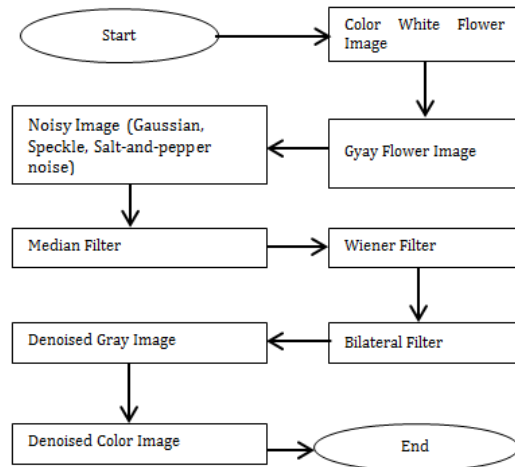 Start
Color White Flower
Image
Gyay Flower Image
Noisy Image (Gaussian,
Speckle, Salt-and-pepper
noise)
Median Filter
Wiener Filter
Bilateral Filter
Denoised Gray Image
Denoised Color Image
End